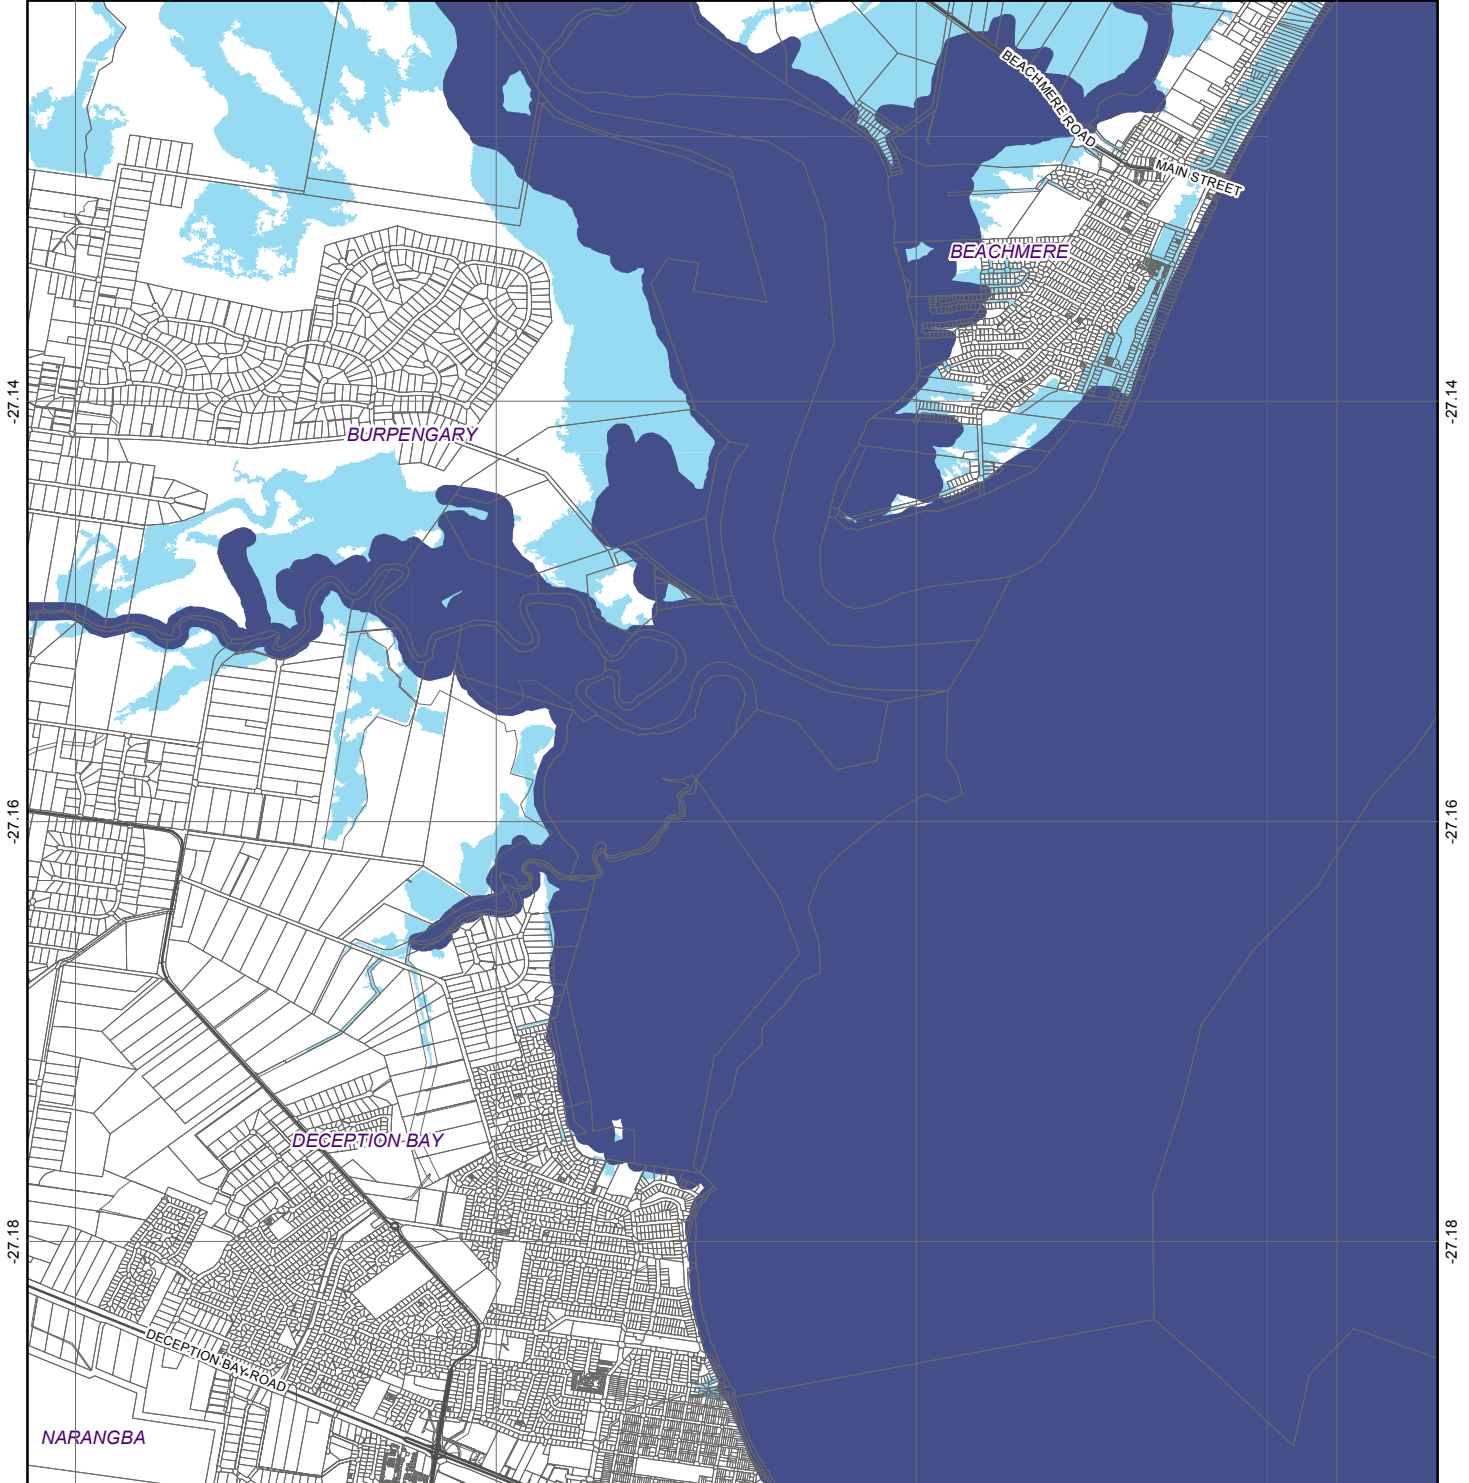 BEACHMERE ROAD
MAIN STREET
BEACHMERE
-27.14
-27.14
BURPENGARY
-27.16
-27.16
DECEPTION BAY
-27.18
-27.18
DECEPTION BAY ROAD
NARANGBA